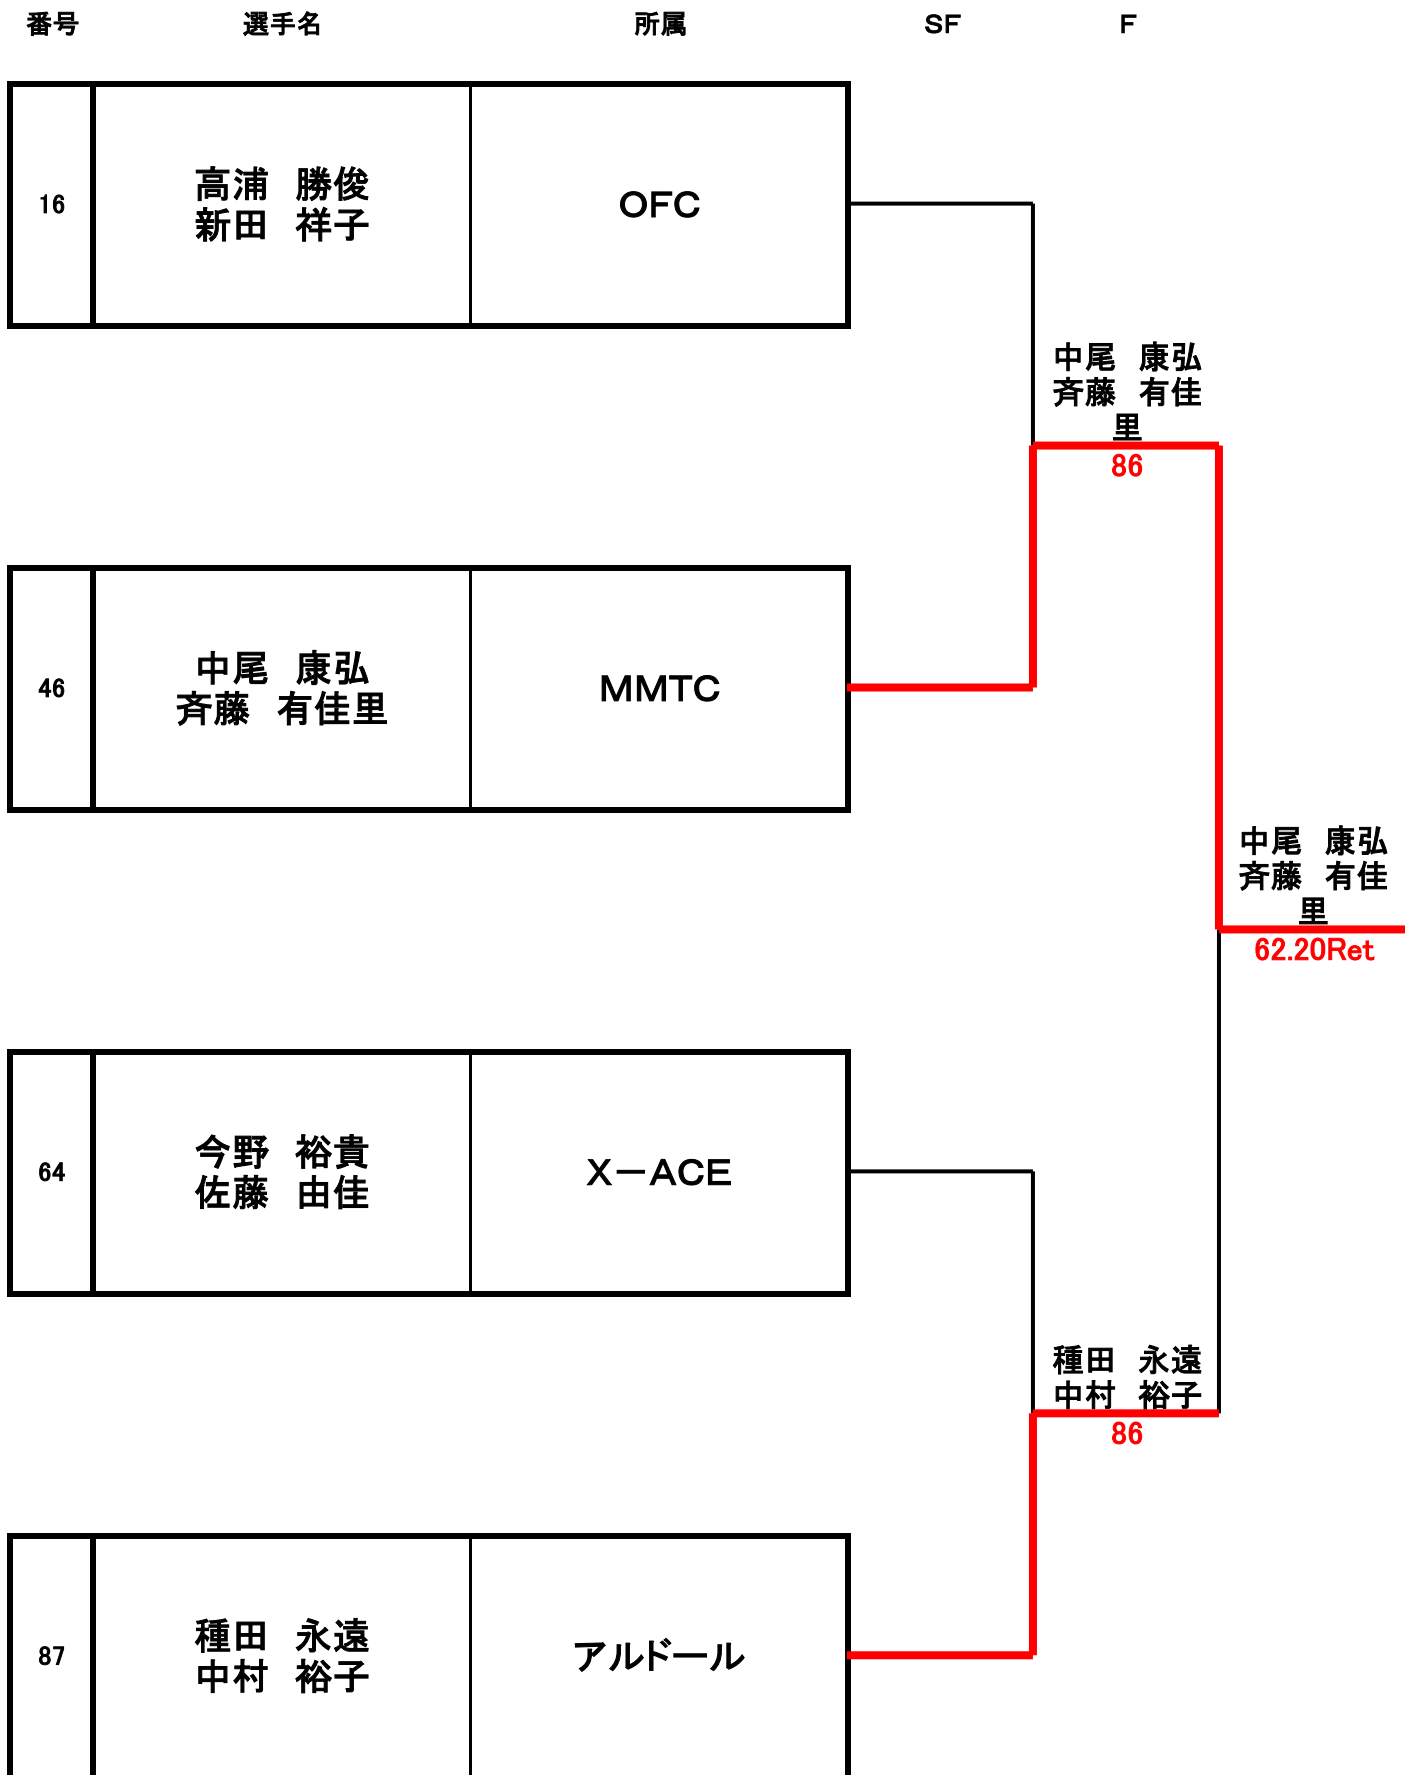 番号 選手名 所属 SF F
16 高浦　勝俊 OFC
新田　祥子
中尾　康弘
斉藤　有佳
里
86
46 中尾　康弘 MMTC
斉藤　有佳里
中尾　康弘
斉藤　有佳
里
62.20Ret
64 今野　裕貴 X－ACE
佐藤　由佳
種田　永遠
中村　裕子
86
87 種田　永遠 アルドール
中村　裕子